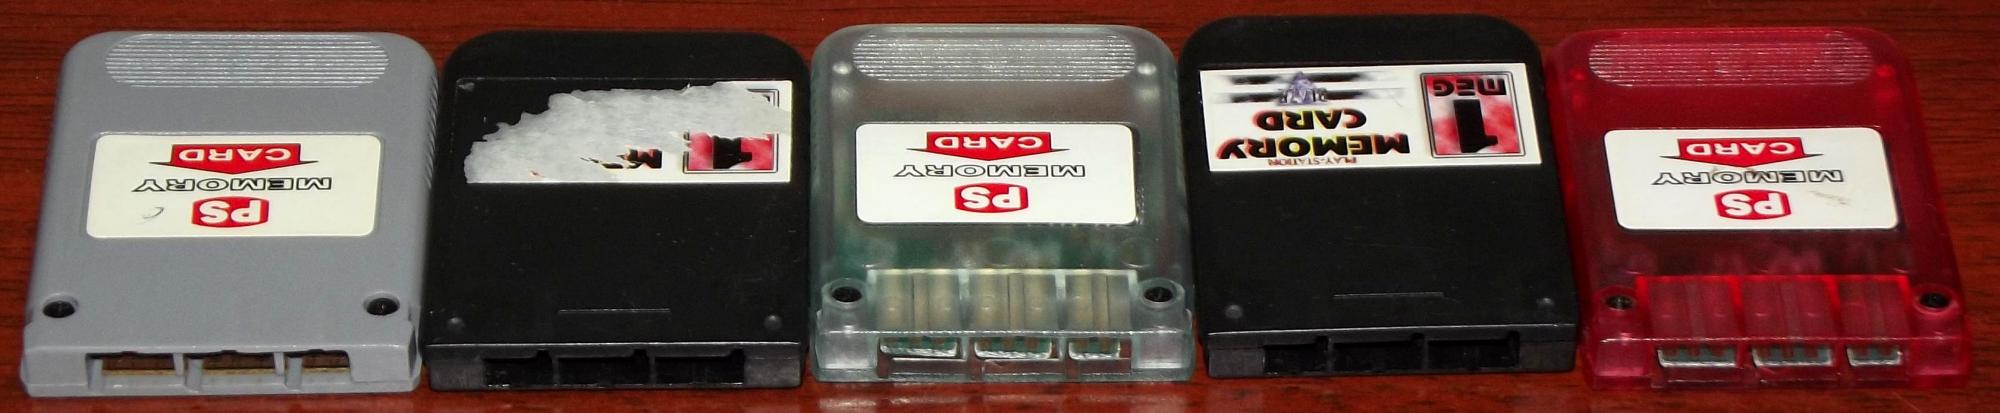 PS
MEMORY
CARD
1
M
PS
MEMORY
CARD
1
MEG
PLAY-STATION
MEMORY
CARD
PS
MEMORY
CARD